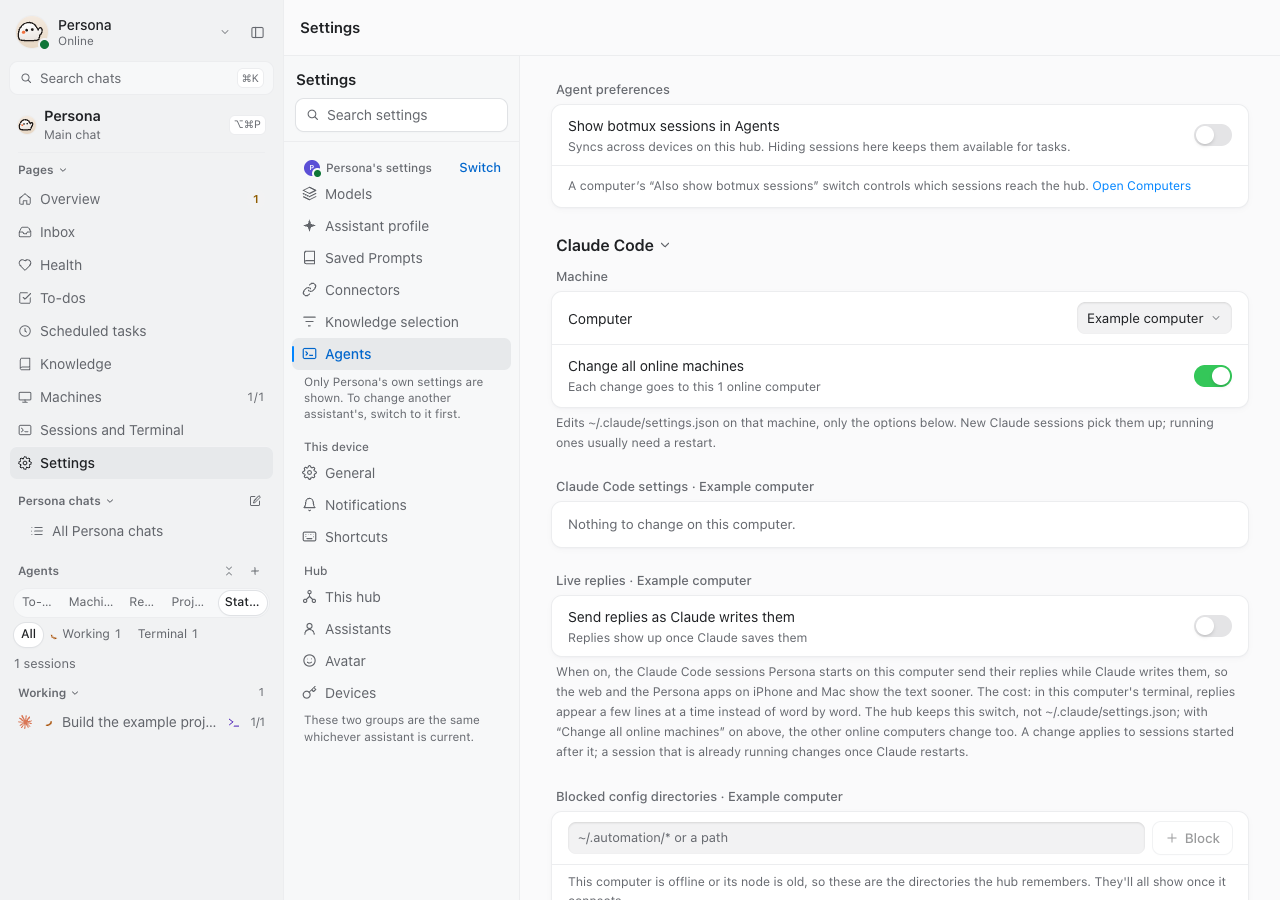 Persona
Online
Search chats
⌘K
Persona
Main chat
⌥⌘P
Pages
Overview
1
Inbox
Health
To-dos
Scheduled tasks
Knowledge
Machines
1/1
Sessions and Terminal
Settings
Persona chats
All Persona chats
Agents
To-...
Machi...
Re...
Proj...
Stat...
All
Working 1
Terminal 1
1 sessions
Working
1
Build the example proj...
1/1
Settings
Settings
Search settings
P
Persona's settings
Switch
Models
Assistant profile
Saved Prompts
Connectors
Knowledge selection
Agents
Only Persona's own settings are
shown. To change another
assistant's, switch to it first.
This device
General
Notifications
Shortcuts
Hub
This hub
Assistants
Avatar
Devices
These two groups are the same
whichever assistant is current.
Agent preferences
Show botmux sessions in Agents
Syncs across devices on this hub. Hiding sessions here keeps them available for tasks.
A computer's “Also show botmux sessions” switch controls which sessions reach the hub. Open Computers
Claude Code
Machine
Computer
Example computer
Change all online machines
Each change goes to this 1 online computer
Edits ~/.claude/settings.json on that machine, only the options below. New Claude sessions pick them up; running
ones usually need a restart.
Claude Code settings · Example computer
Nothing to change on this computer.
Live replies · Example computer
Send replies as Claude writes them
Replies show up once Claude saves them
When on, the Claude Code sessions Persona starts on this computer send their replies while Claude writes them, so
the web and the Persona apps on iPhone and Mac show the text sooner. The cost: in this computer's terminal, replies
appear a few lines at a time instead of word by word. The hub keeps this switch, not ~/.claude/settings.json; with
“Change all online machines” on above, the other online computers change too. A change applies to sessions started
after it; a session that is already running changes once Claude restarts.
Blocked config directories · Example computer
~/.automation/* or a path
Block
This computer is offline or its node is old, so these are the directories the hub remembers. They'll all show once it